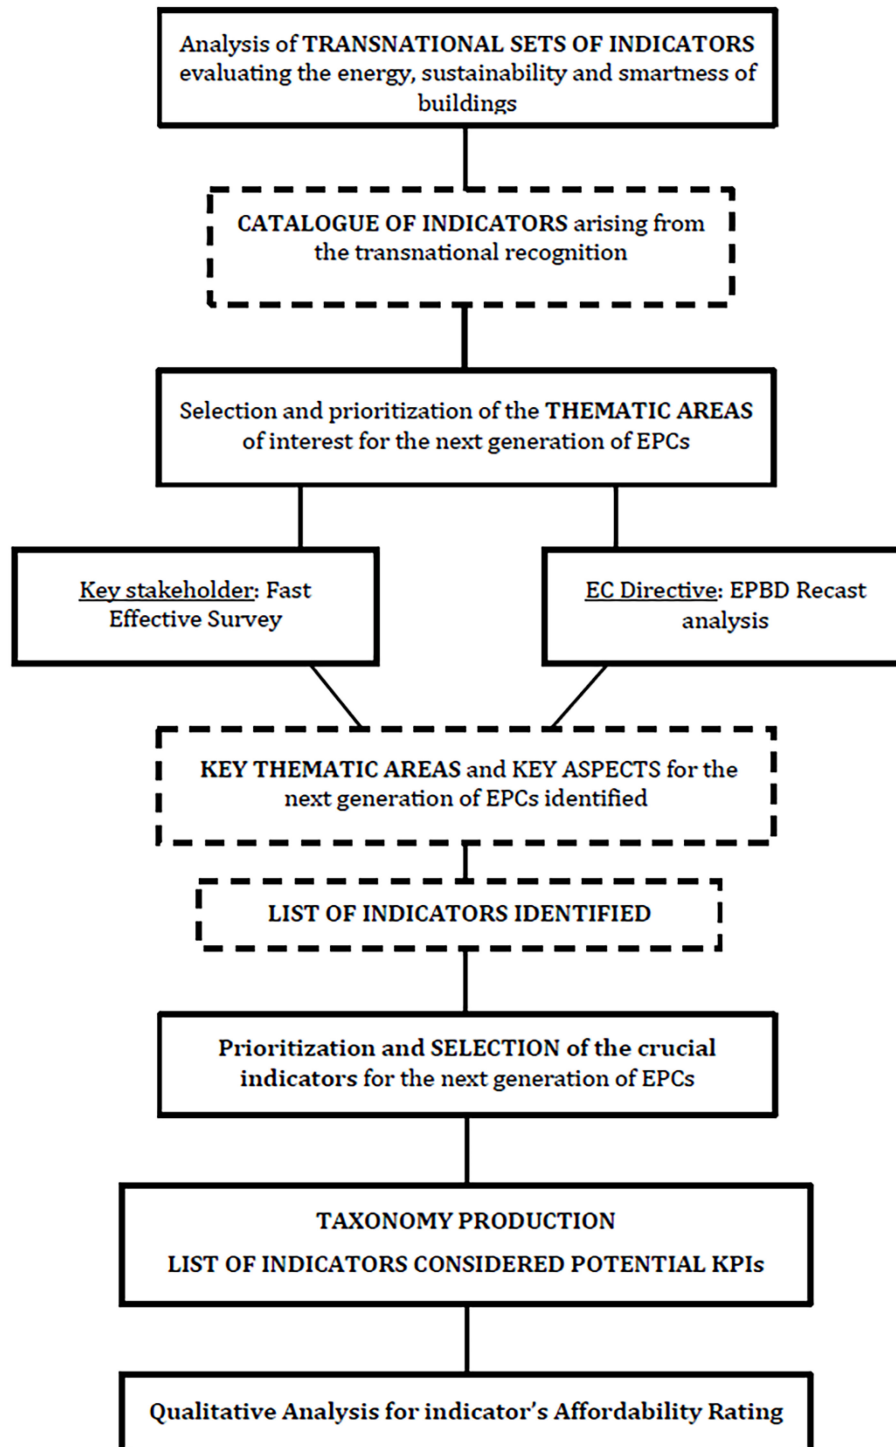 Analysis of TRANSNATIONAL SETS OF INDICATORS
evaluating the energy, sustainability and smartness of
buildings
CATALOGUE OF INDICATORS arising from
the transnational recognition
Selection and prioritization of the THEMATIC AREAS
of interest for the next generation of EPCs
Key stakeholder: Fast
Effective Survey
EC Directive: EPBD Recast
analysis
KEY THEMATIC AREAS and KEY ASPECTS for the
next generation of EPCs identified
LIST OF INDICATORS IDENTIFIED
Prioritization and SELECTION of the crucial
indicators for the next generation of EPCs
TAXONOMY PRODUCTION
LIST OF INDICATORS CONSIDERED POTENTIAL KPIs
Qualitative Analysis for indicator's Affordability Rating